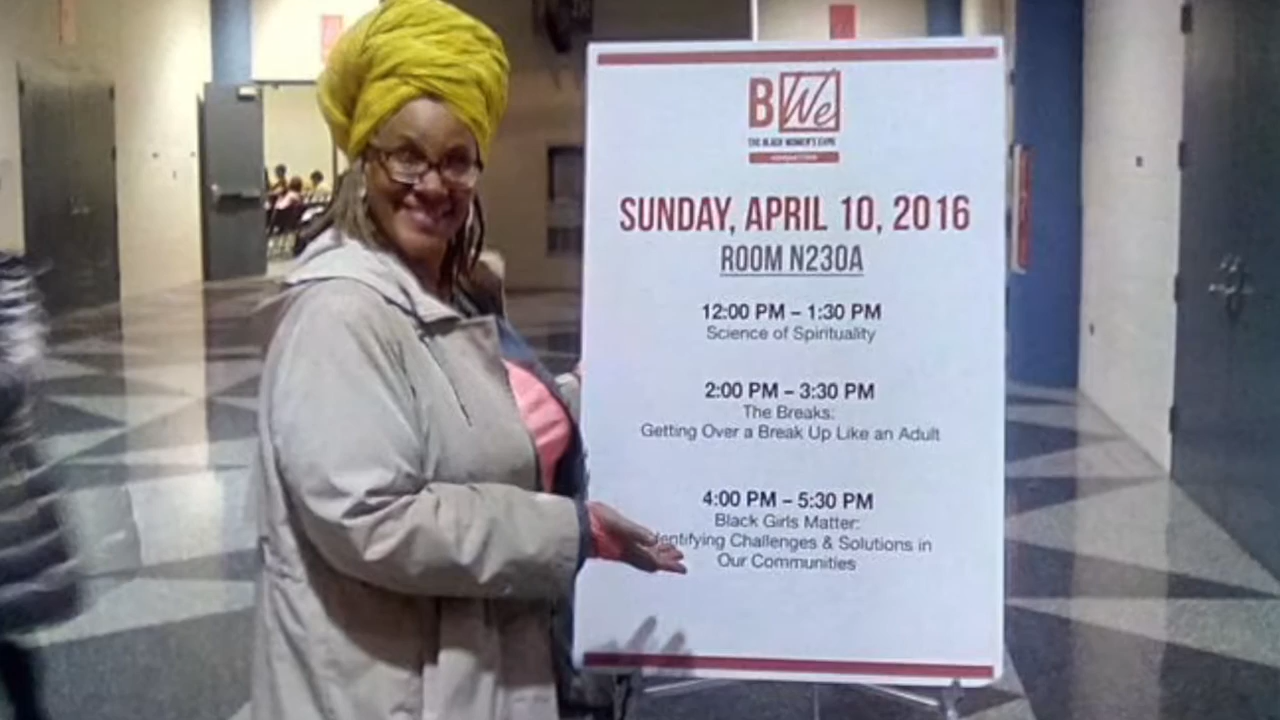 BWe
THE BLACK WOMEN'S EXPO
SUNDAY, APRIL 10, 2016
ROOM N230A
12:00 PM – 1:30 PM
Science of Spirituality
2:00 PM – 3:30 PM
The Breaks:
Getting Over a Break Up Like an Adult
4:00 PM – 5:30 PM
Black Girls Matter:
dentifying Challenges & Solutions in
Our Communities